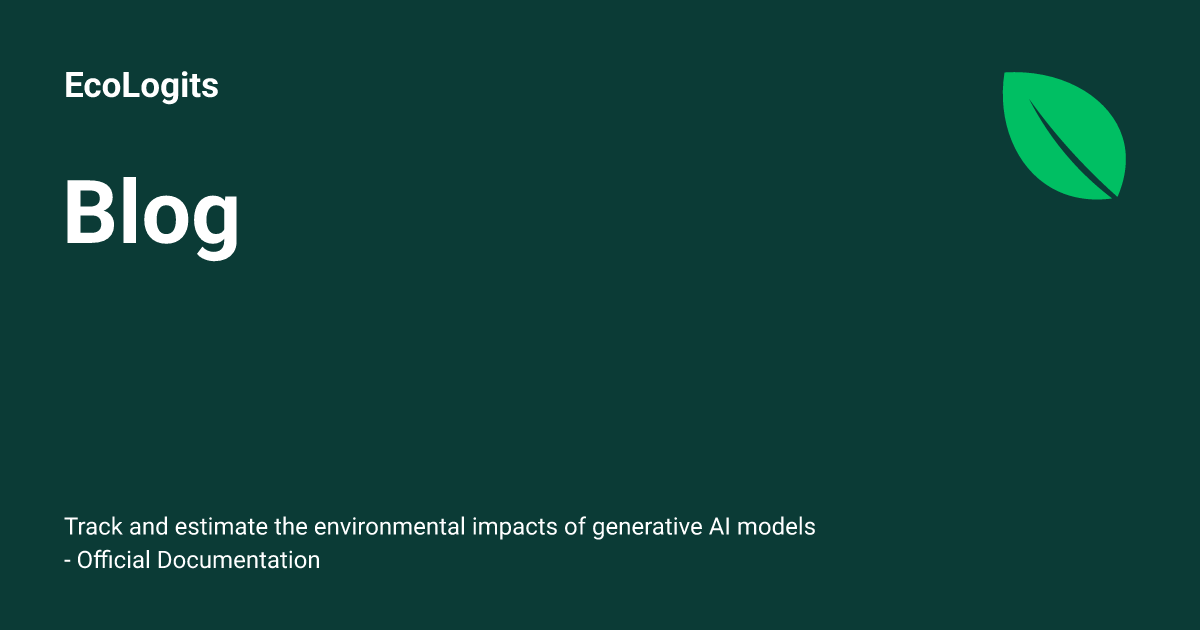 EcoLogits
Blog
Track and estimate the environmental impacts of generative AI models
- Official Documentation